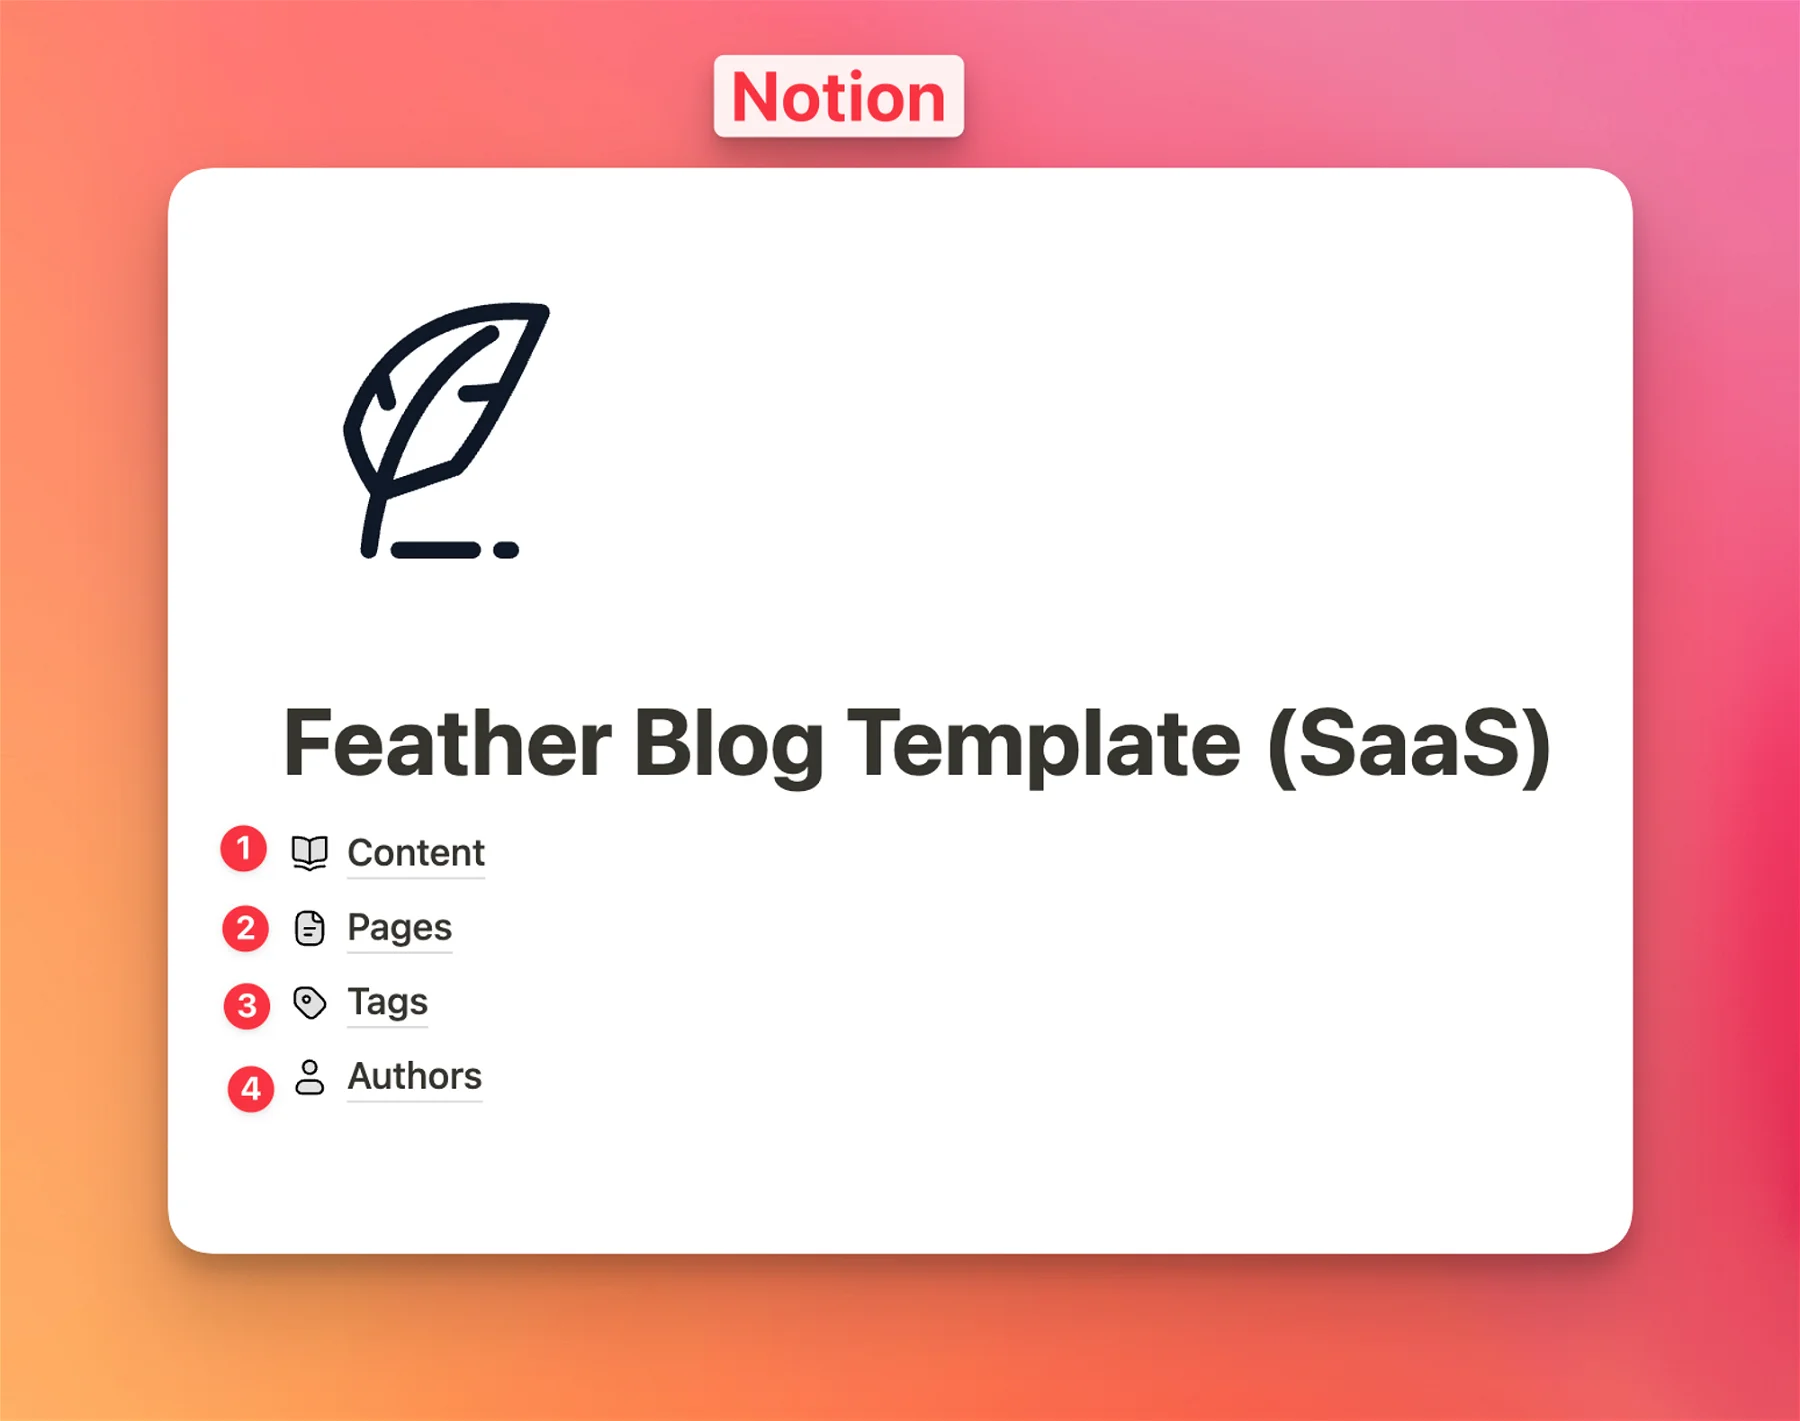 Notion
Feather Blog Template (SaaS)
1 Content
2 Pages
3 Tags
4 Authors